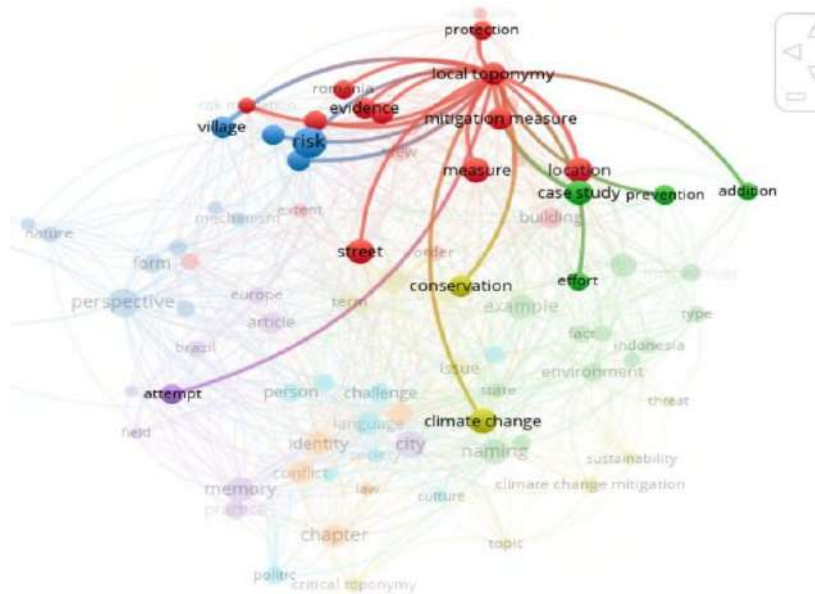 protection
local toponymy
romania
evidence
village
risk
mitigation measure
view
measure
location
case study
prevention
addition
nature
mechanism
extent
building
street
order
form
effort
conservation
perspective
europe
term
example
article
type
fact
indonesia
brazil
issue
environment
attempt
person
challenge
state
threat
language
climate change
field
identity
city
naming
conflict
sustainability
law
climate change mitigation
memory
practice
culture
chapter
topic
politic
critical toponymy